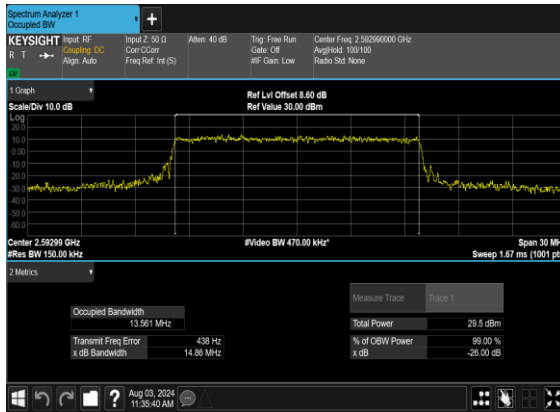 Spectrum Analyzer 1
Occupied BW
KEYSIGHT Input: RF Input Z: 50 Ω Atten: 40 dB Trig: Free Run Center Freq: 2.592990000 GHz
R T Coupling: DC Corr CCorr Gate: Off Avg|Hold: 100/100
Align: Auto Freq Ref: Int (S) #IF Gain: Low Radio Std: None
1 Graph
Ref Lvl Offset 8.60 dB
Scale/Div 10.0 dB Ref Value 30.00 dBm
Log
20.0
10.0
0.00
-10.0
-20.0
-30.0
-40.0
-50.0
-60.0
Center 2.59299 GHz #Video BW 470.00 kHz* Span 30 MH
#Res BW 150.00 kHz Sweep 1.67 ms (1001 pt
2 Metrics
Measure Trace Trace 1
Occupied Bandwidth
13.561 MHz Total Power 29.5 dBm
Transmit Freq Error 438 Hz % of OBW Power 99.00 %
x dB Bandwidth 14.86 MHz x dB -26.00 dB
? Aug 03, 2024
11:35:40 AM